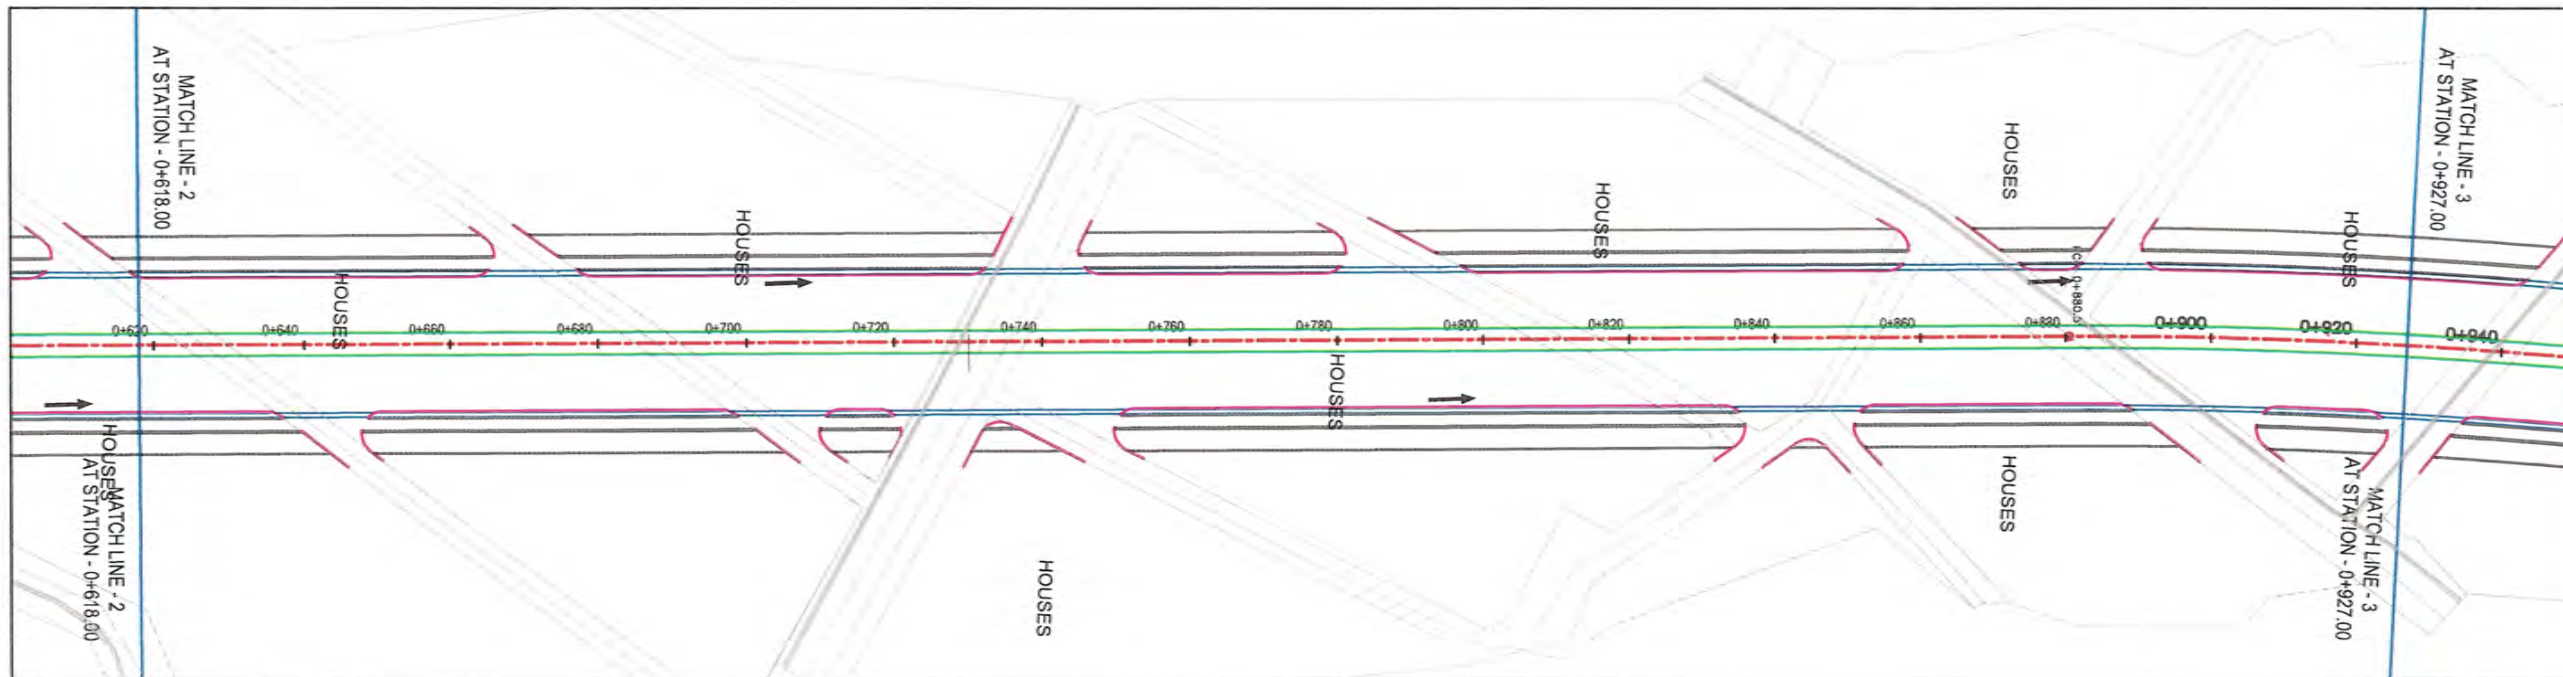 MATCH LINE - 2
AT STATION - 0+618.00
MATCH LINE - 3
AT STATION - 0+927.00
HOUSES
HOUSES
HOUSES
HOUSES
HOUSES
0+620
0+640
0+660
0+680
0+700
0+720
0+740
0+760
0+780
0+800
0+820
0+840
0+860
0+880
0+900
0+920
0+940
HOUSES
HOUSES
HOUSES
HOUSES
MATCH LINE - 2
AT STATION - 0+618.00
MATCH LINE - 3
AT STATION - 0+927.00